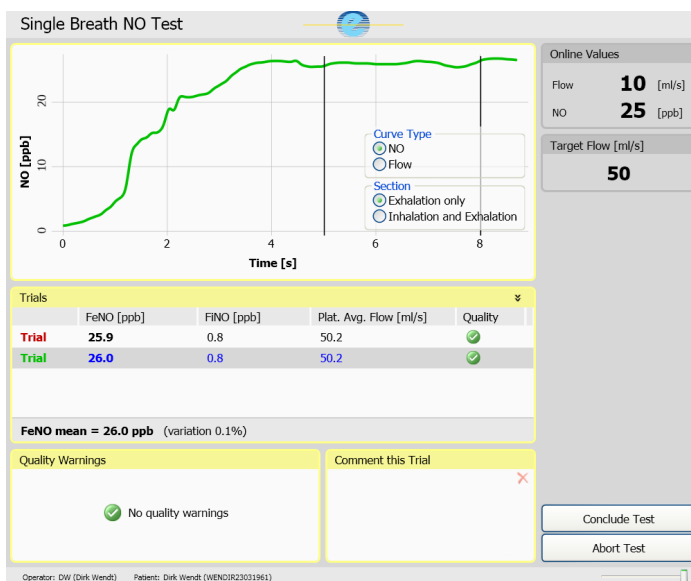 Single Breath NO Test
NO [ppb]
20
10
0
0 2 4 6 8
Time [s]
Curve Type
NO
Flow
Section
Exhalation only
Inhalation and Exhalation
Online Values
Flow 10 [ml/s]
NO 25 [ppb]
Target Flow [ml/s]
50
Trials
FeNO [ppb] FiNO [ppb] Plat. Avg. Flow [ml/s] Quality
Trial 25.9 0.8 50.2
Trial 26.0 0.8 50.2
FeNO mean = 26.0 ppb (variation 0.1%)
Quality Warnings
No quality warnings
Comment this Trial
Conclude Test
Abort Test
Operator: DW (Dirk Wendt) Patient: Dirk Wendt (WENDIR23031961)